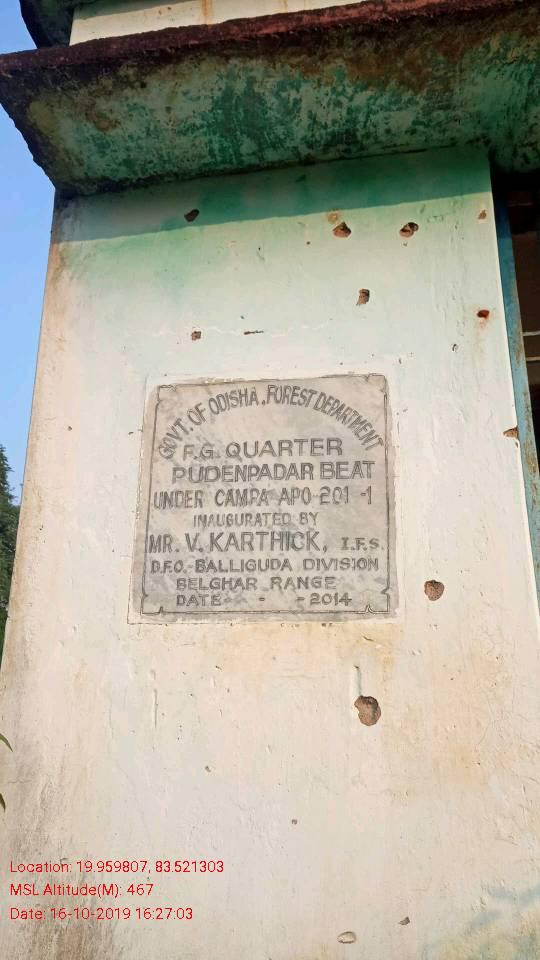 GOVT. OF ODISHA, FOREST DEPARTMENT
F.G. QUARTER
PUDENPADAR BEAT
UNDER CAMPA APO 201 -1
INAUGURATED BY
MR. V. KARTHICK, I.F.S.
D.F.O.-BALLIGUDA DIVISION
BELGHAR RANGE
DATE - - -2014
Location: 19.959807, 83.521303
MSL Altitude(M): 467
Date: 16-10-2019 16:27:03